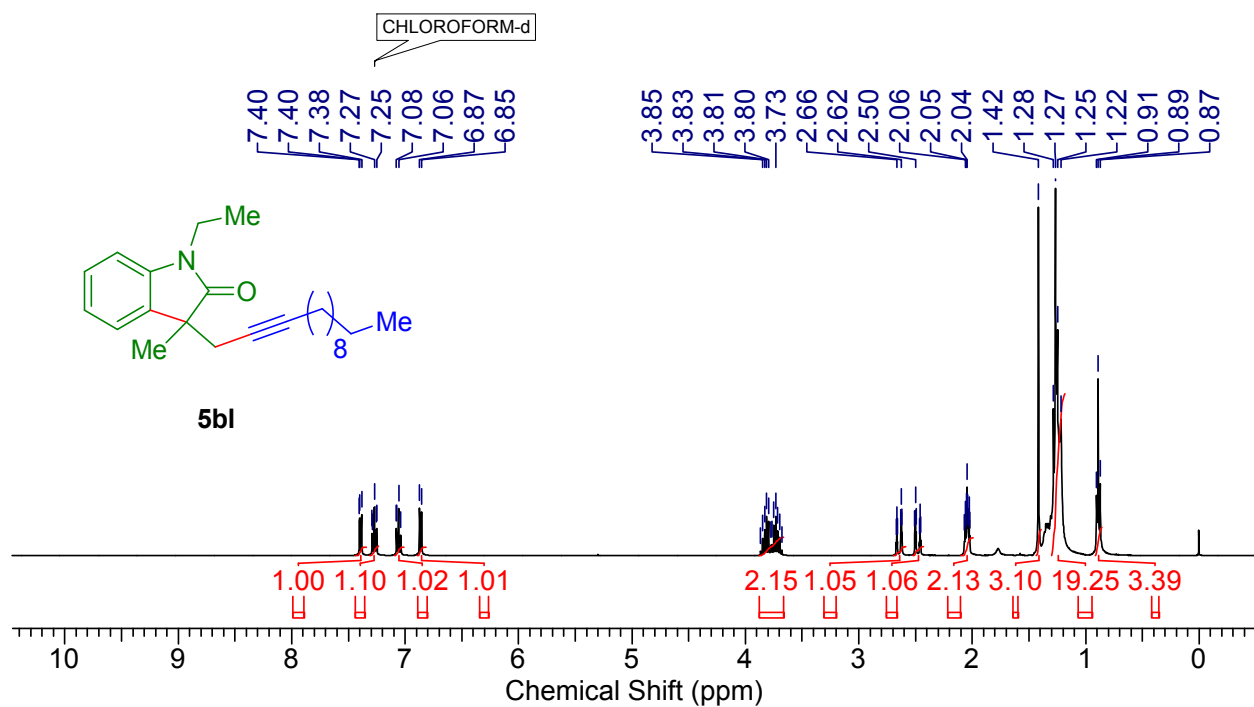 CHLOROFORM-d
7.40
7.40
7.38
7.27
7.25
7.08
7.06
6.87
6.85
3.85
3.83
3.81
3.80
3.73
2.66
2.62
2.50
2.06
2.05
2.04
1.42
1.28
1.27
1.25
1.22
0.91
0.89
0.87
Me
N
O
Me
8
Me
5bl
1.00 1.10 1.02 1.01 2.15 1.05 1.06 2.13 3.10 19.25 3.39
10 9 8 7 6 5 4 3 2 1 0
Chemical Shift (ppm)